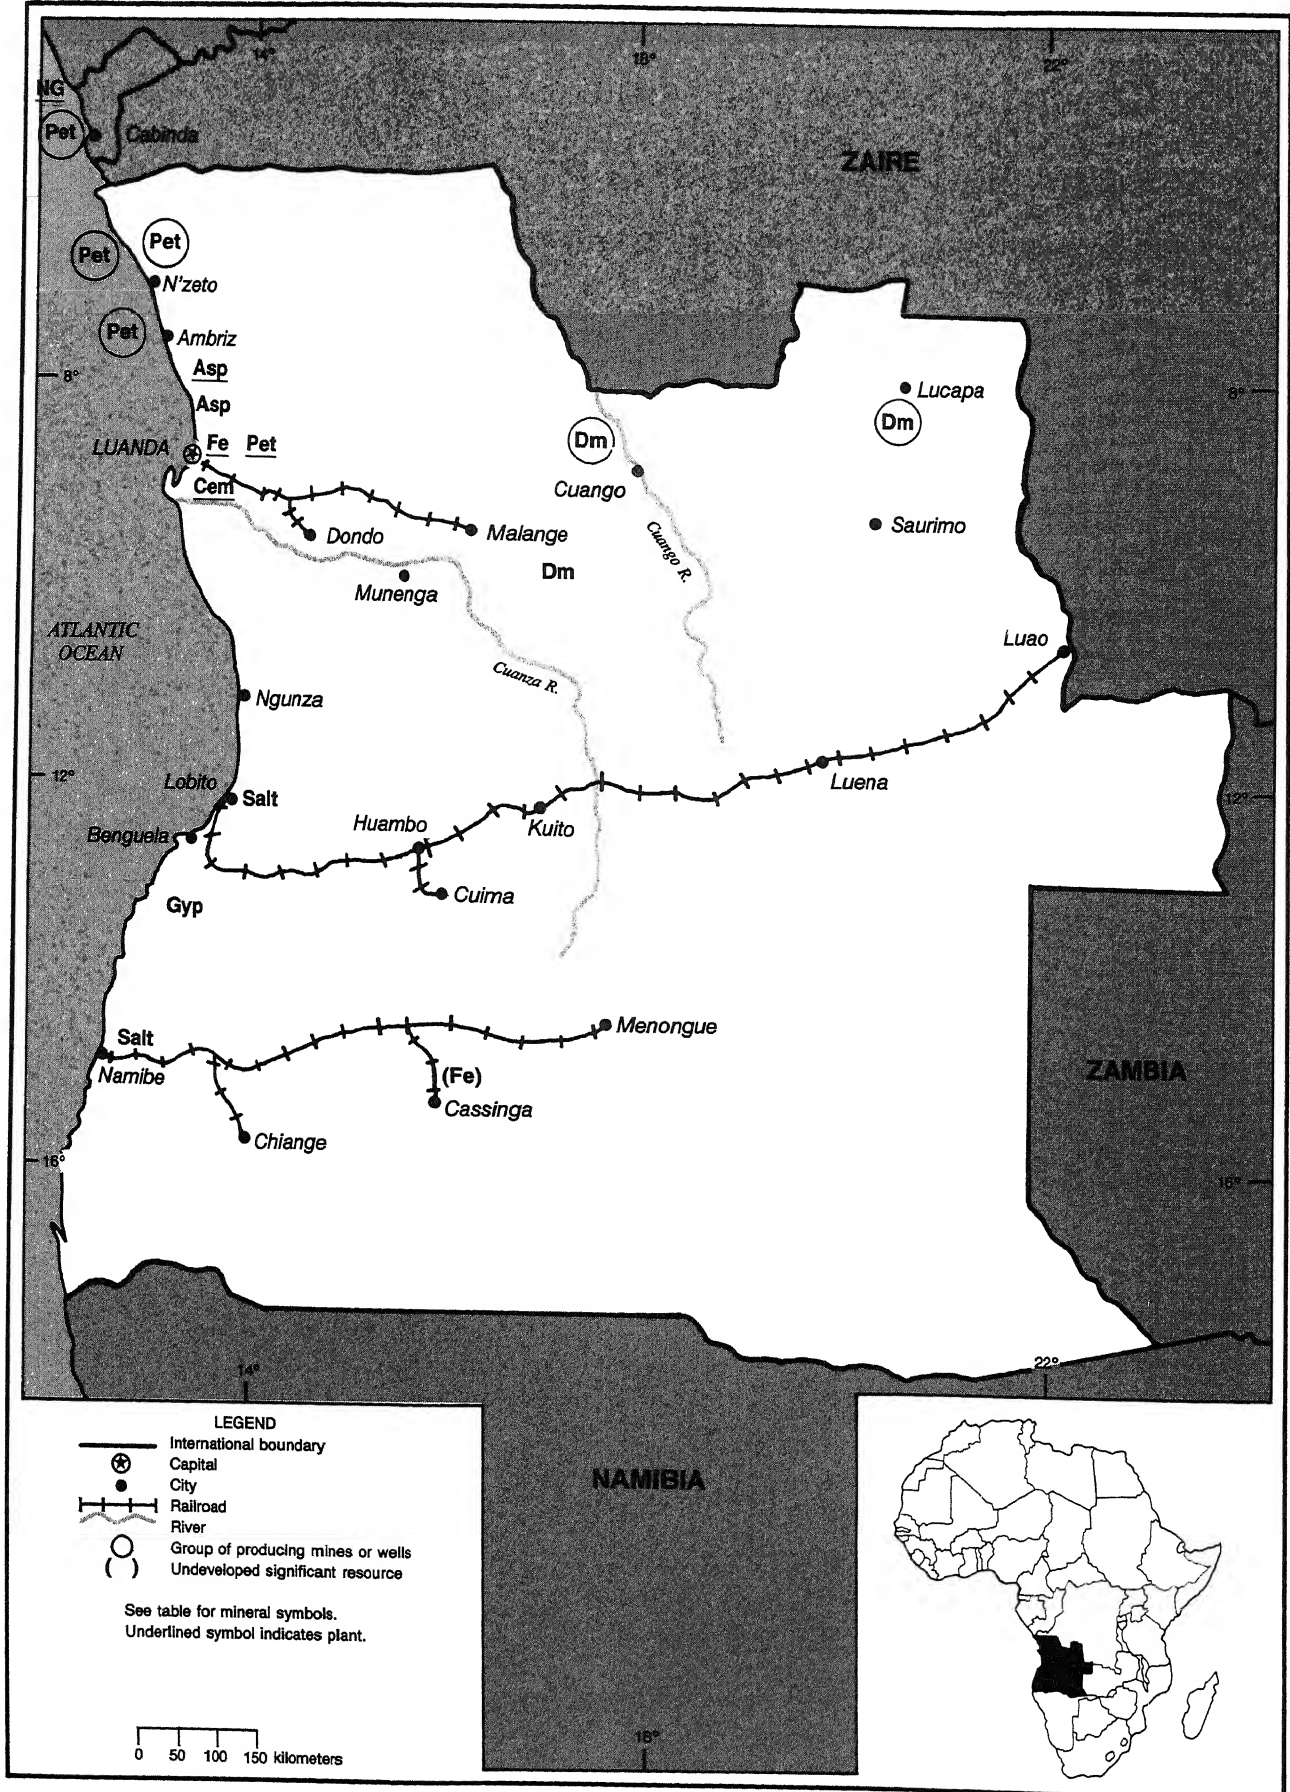 14°
18°
22°
NG
Pet
Cabinda
ZAIRE
Pet
Pet
N'zeto
Pet
Ambriz
8°
Asp
Asp
8°
Lucapa
Dm
LUANDA
Fe
Pet
Dm
Cem
Cuango
Dondo
Malange
Saurimo
Cuango R.
Dm
Munenga
ATLANTIC
OCEAN
Luao
Cuanza R.
Ngunza
12°
Lobito
Salt
Luena
12°
Benguela
Huambo
Kuito
Cuima
Gyp
Menongue
Salt
Namibe
(Fe)
Cassinga
ZAMBIA
Chiange
16°
16°
14°
22°
LEGEND
International boundary
Capital
City
Railroad
River
Group of producing mines or wells
( ) Undeveloped significant resource
See table for mineral symbols.
Underlined symbol indicates plant.
0 50 100 150 kilometers
NAMIBIA
18°